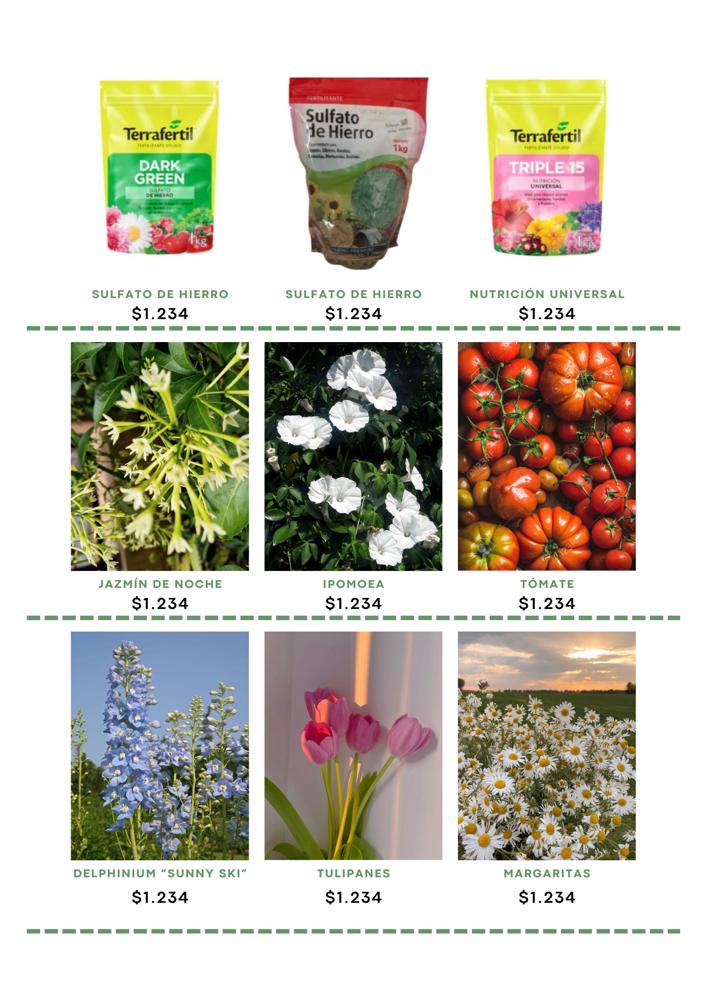 Terrafertil
FERTILIZANTE SÓLIDO
DARK
GREEN
SULFATO
DE HIERRO
1kg
FERTILIZANTE
Sulfato
de Hierro
1kg
Terrafertil
FERTILIZANTE SÓLIDO
TRIPLE 15
NUTRICIÓN
UNIVERSAL
1kg
SULFATO DE HIERRO
SULFATO DE HIERRO
NUTRICIÓN UNIVERSAL
$1.234
$1.234
$1.234
JAZMÍN DE NOCHE
IPOMOEA
TÓMATE
$1.234
$1.234
$1.234
DELPHINIUM “SUNNY SKI”
TULIPANES
MARGARITAS
$1.234
$1.234
$1.234